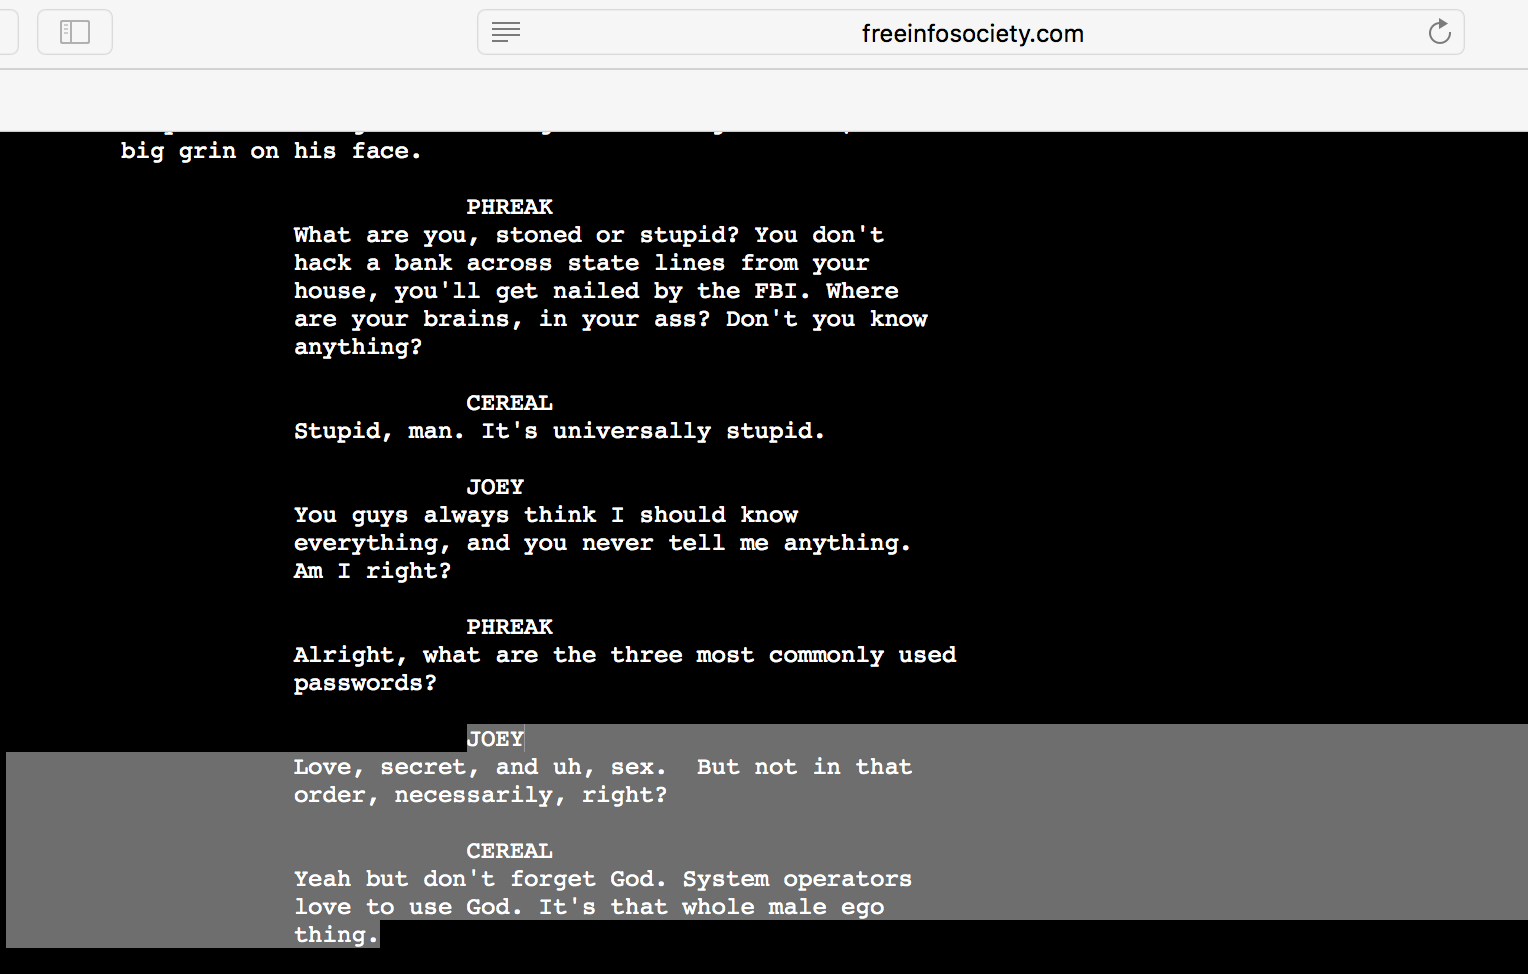 freeinfosociety.com
big grin on his face.
PHREAK
What are you, stoned or stupid? You don't
hack a bank across state lines from your
house, you'll get nailed by the FBI. Where
are your brains, in your ass? Don't you know
anything?
CEREAL
Stupid, man. It's universally stupid.
JOEY
You guys always think I should know
everything, and you never tell me anything.
Am I right?
PHREAK
Alright, what are the three most commonly used
passwords?
JOEY
Love, secret, and uh, sex.  But not in that
order, necessarily, right?
CEREAL
Yeah but don't forget God. System operators
love to use God. It's that whole male ego
thing.